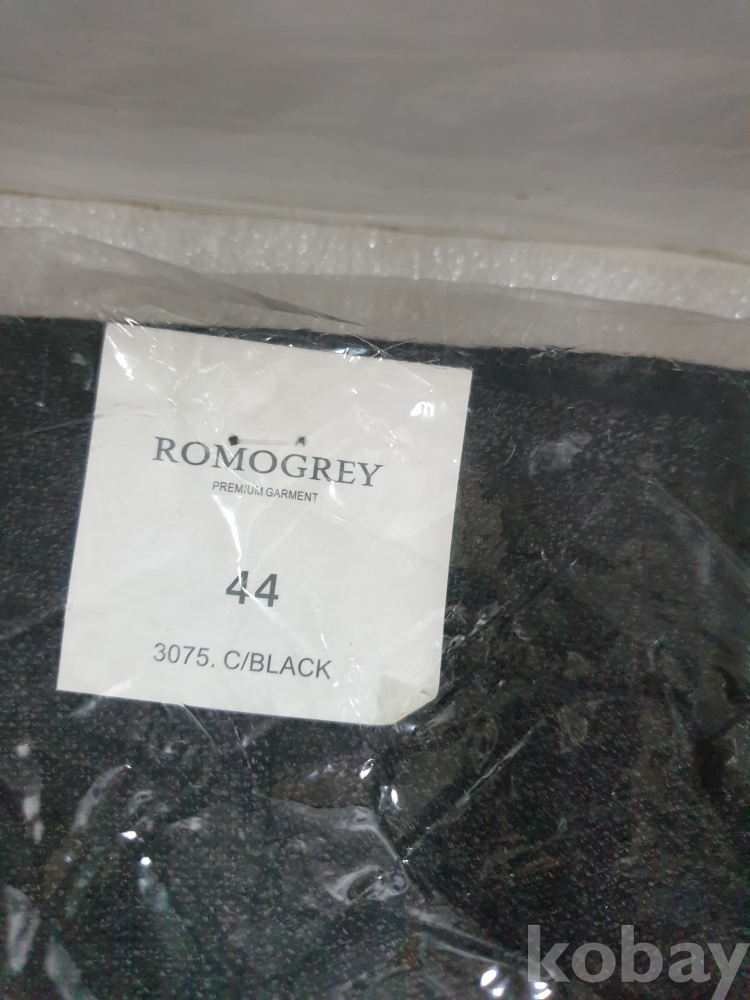 ROMOGREY
PREMIUM GARMENT
44
3075. C/BLACK
kobay